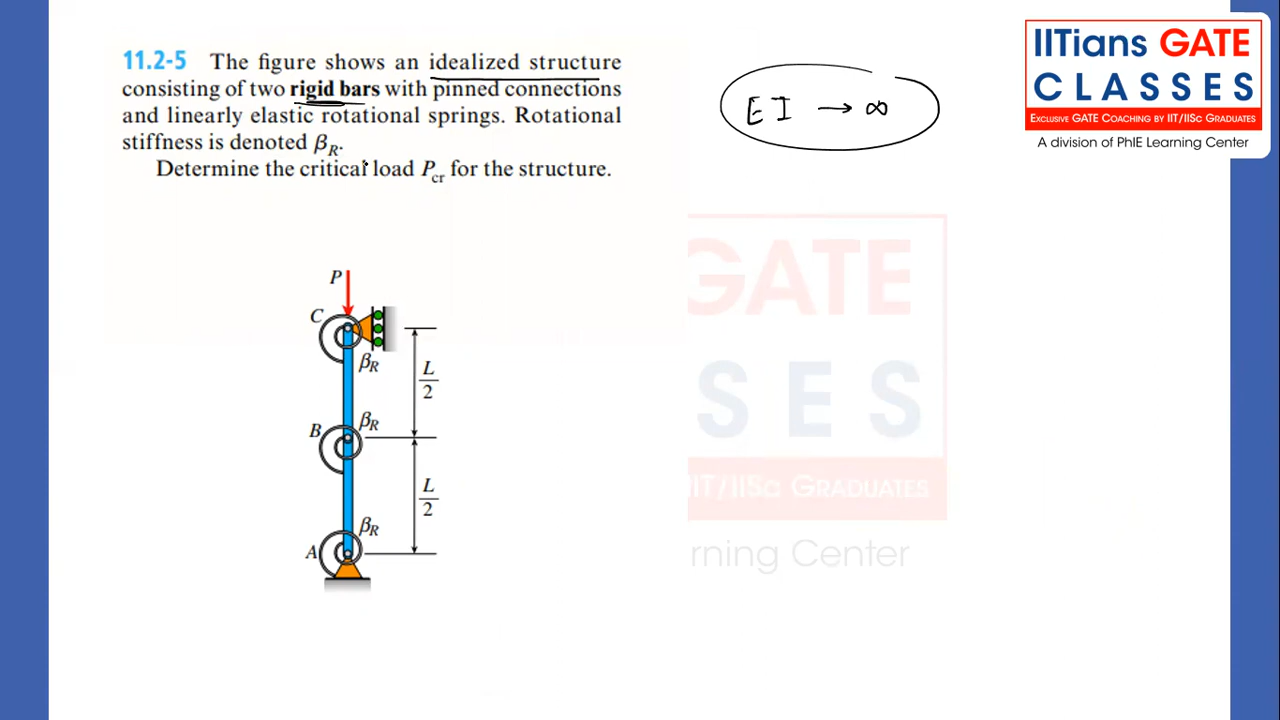 11.2-5 The figure shows an idealized structure
consisting of two rigid bars with pinned connections
and linearly elastic rotational springs. Rotational
stiffness is denoted βR.
Determine the critical load Pcr for the structure.
EI → ∞
IITians GATE
CLASSES
EXCLUSIVE GATE COACHING BY IIT/IISc GRADUATES
A division of PhIE Learning Center
P
C
βR
L
2
B
βR
L
2
βR
A
GATE
SES
IIT/IISc GRADUATES
rning Center